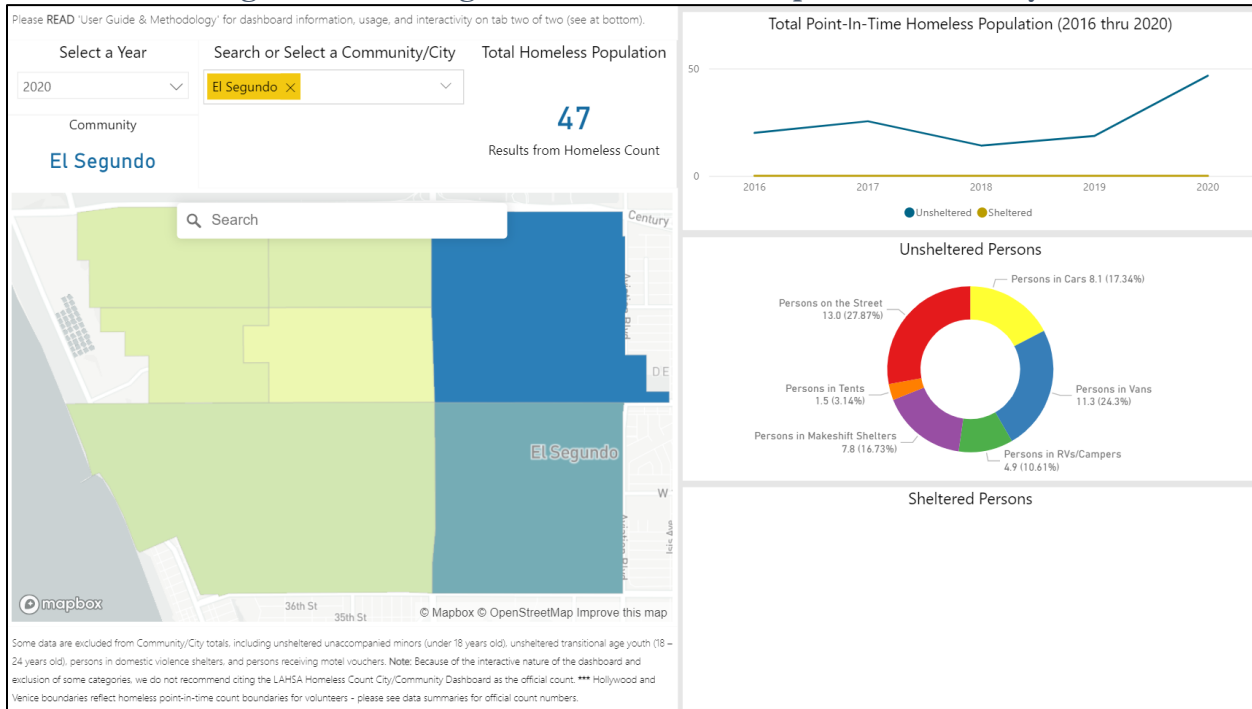 Please READ 'User Guide & Methodology' for dashboard information, usage, and interactivity on tab two of two (see at bottom).
Select a Year
2020
Search or Select a Community/City
El Segundo ×
Total Homeless Population
47
Results from Homeless Count
Community
El Segundo
Search
Century
Aviation Blvd
DE
El Segundo
W
Aviation Blvd
Isis Ave
36th St
35th St
mapbox
© Mapbox © OpenStreetMap Improve this map
Some data are excluded from Community/City totals, including unsheltered unaccompanied minors (under 18 years old), unsheltered transitional age youth (18 –
24 years old), persons in domestic violence shelters, and persons receiving motel vouchers. Note: Because of the interactive nature of the dashboard and
exclusion of some categories, we do not recommend citing the LAHSA Homeless Count City/Community Dashboard as the official count. *** Hollywood and
Venice boundaries reflect homeless point-in-time count boundaries for volunteers - please see data summaries for official count numbers.
Total Point-In-Time Homeless Population (2016 thru 2020)
50
0
2016 2017 2018 2019 2020
Unsheltered Sheltered
Unsheltered Persons
Persons in Cars 8.1 (17.34%)
Persons on the Street
13.0 (27.87%)
Persons in Tents
1.5 (3.14%)
Persons in Vans
11.3 (24.3%)
Persons in Makeshift Shelters
7.8 (16.73%)
Persons in RVs/Campers
4.9 (10.61%)
Sheltered Persons